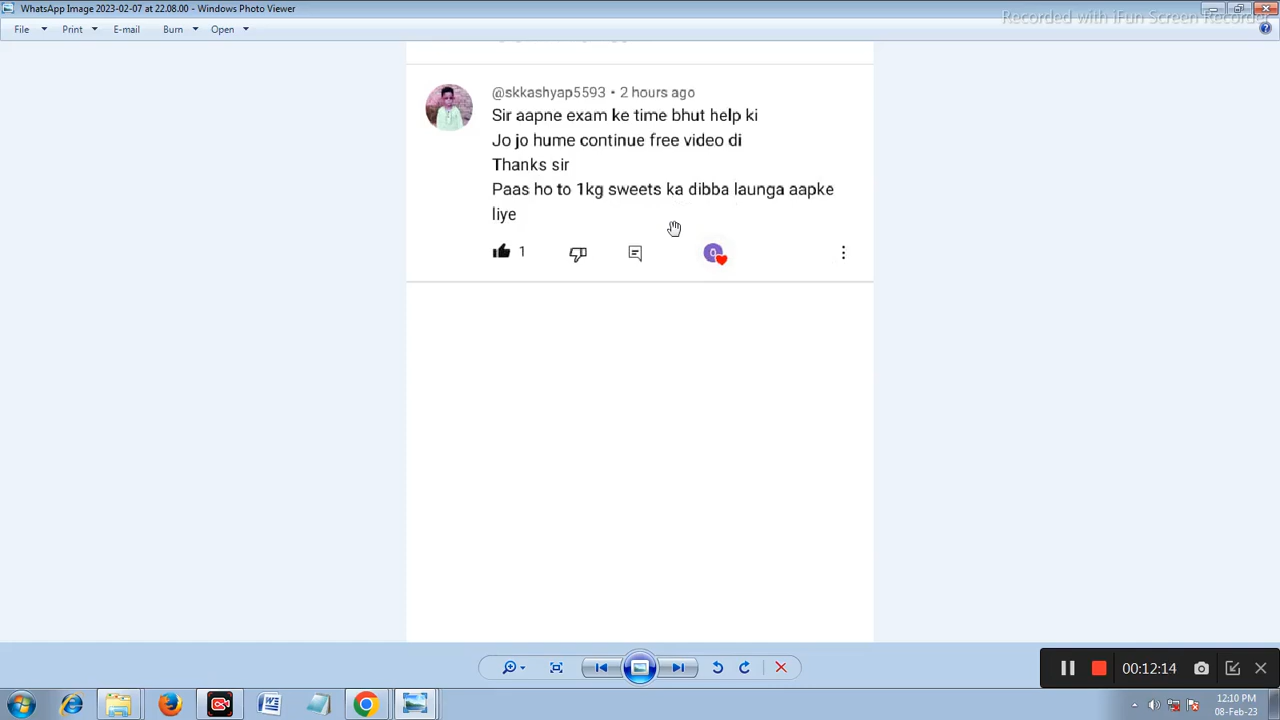 WhatsApp Image 2023-02-07 at 22.08.00 - Windows Photo Viewer
Recorded with iFun Screen Recorder
File Print E-mail Burn Open
@skkashyap5593 • 2 hours ago
Sir aapne exam ke time bhut help ki
Jo jo hume continue free video di
Thanks sir
Paas ho to 1kg sweets ka dibba launga aapke
liye
1
00:12:14
12:10 PM
08-Feb-23